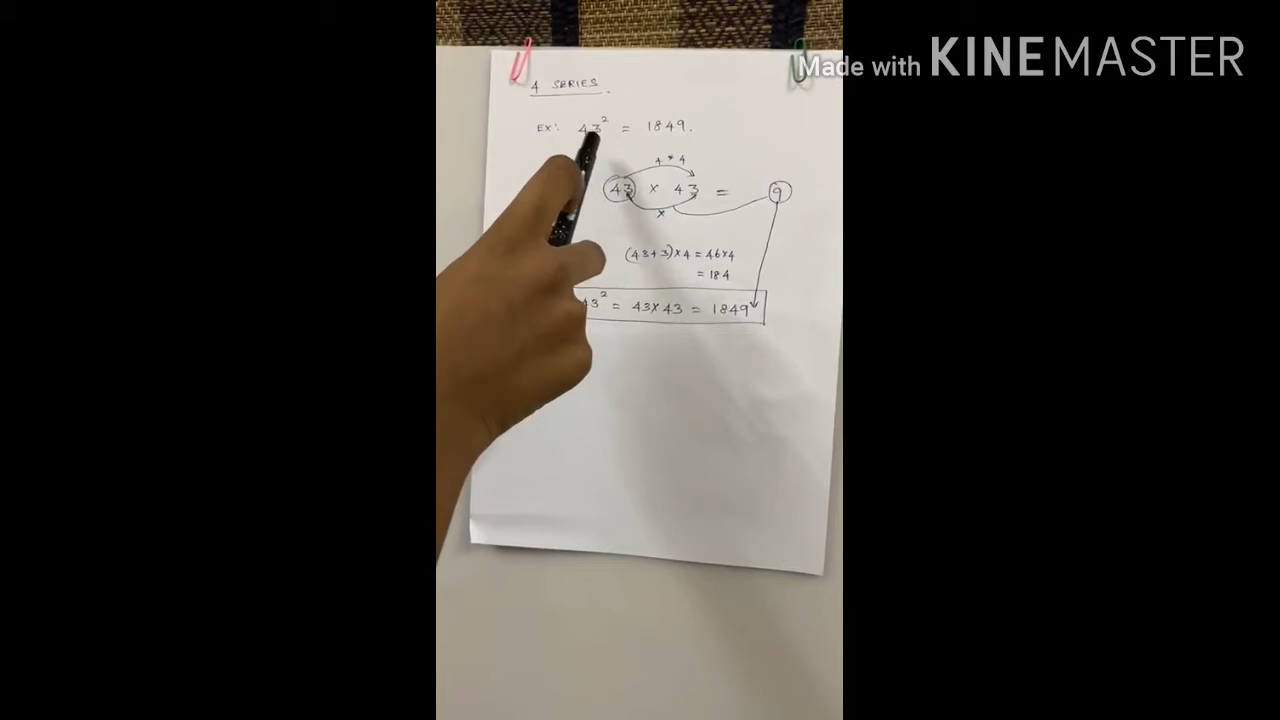 Made with KINEMASTER
4 SERIES.
EX: 43² = 1849.
4 * 4
43 × 43 = 9
×
(43+3)×4 = 46×4
= 184
43² = 43×43 = 1849